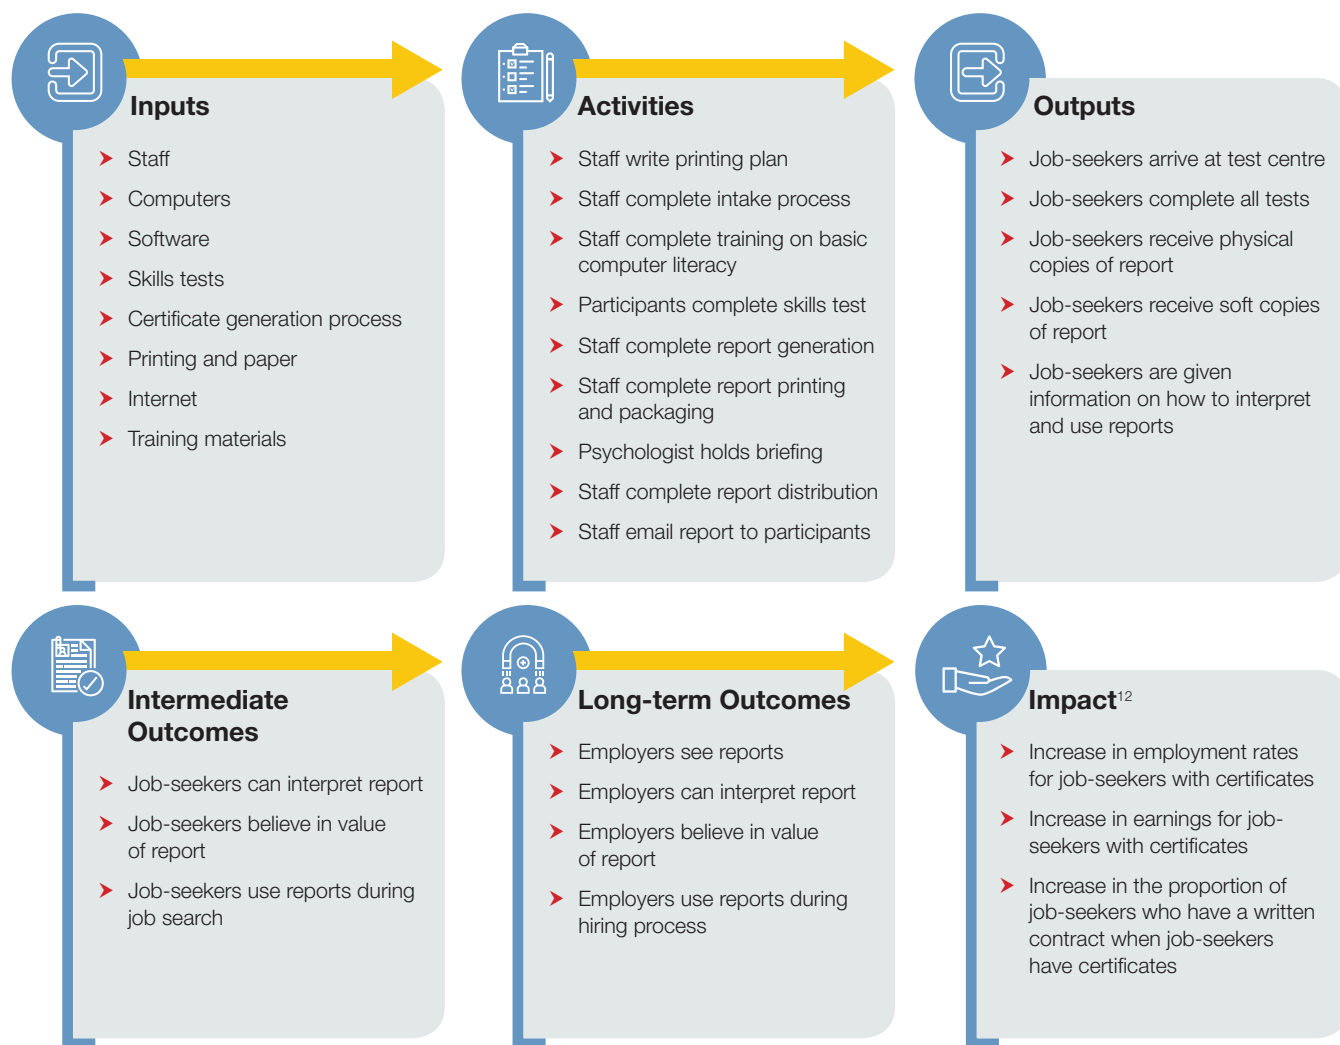 Inputs
Staff
Computers
Software
Skills tests
Certificate generation process
Printing and paper
Internet
Training materials
Activities
Staff write printing plan
Staff complete intake process
Staff complete training on basic
computer literacy
Participants complete skills test
Staff complete report generation
Staff complete report printing
and packaging
Psychologist holds briefing
Staff complete report distribution
Staff email report to participants
Outputs
Job-seekers arrive at test centre
Job-seekers complete all tests
Job-seekers receive physical
copies of report
Job-seekers receive soft copies
of report
Job-seekers are given
information on how to interpret
and use reports
Intermediate
Outcomes
Job-seekers can interpret report
Job-seekers believe in value
of report
Job-seekers use reports during
job search
Long-term Outcomes
Employers see reports
Employers can interpret report
Employers believe in value
of report
Employers use reports during
hiring process
Impact¹²
Increase in employment rates
for job-seekers with certificates
Increase in earnings for job-
seekers with certificates
Increase in the proportion of
job-seekers who have a written
contract when job-seekers
have certificates